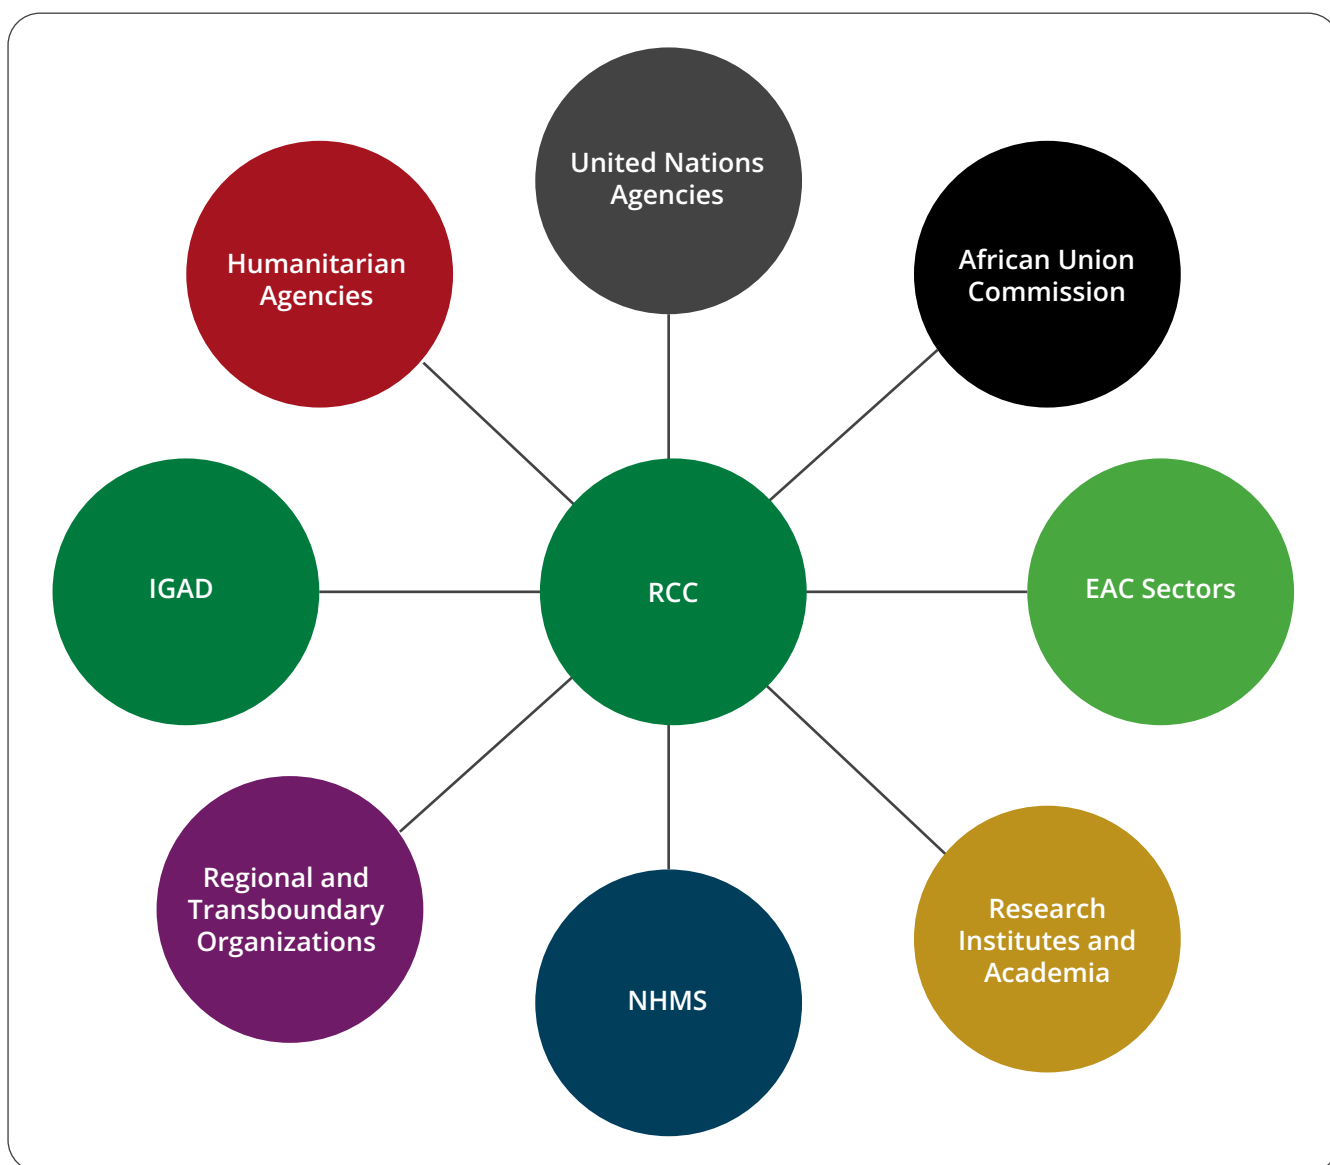 United Nations
Agencies
Humanitarian
Agencies
African Union
Commission
IGAD
RCC
EAC Sectors
Regional and
Transboundary
Organizations
Research
Institutes and
Academia
NHMS